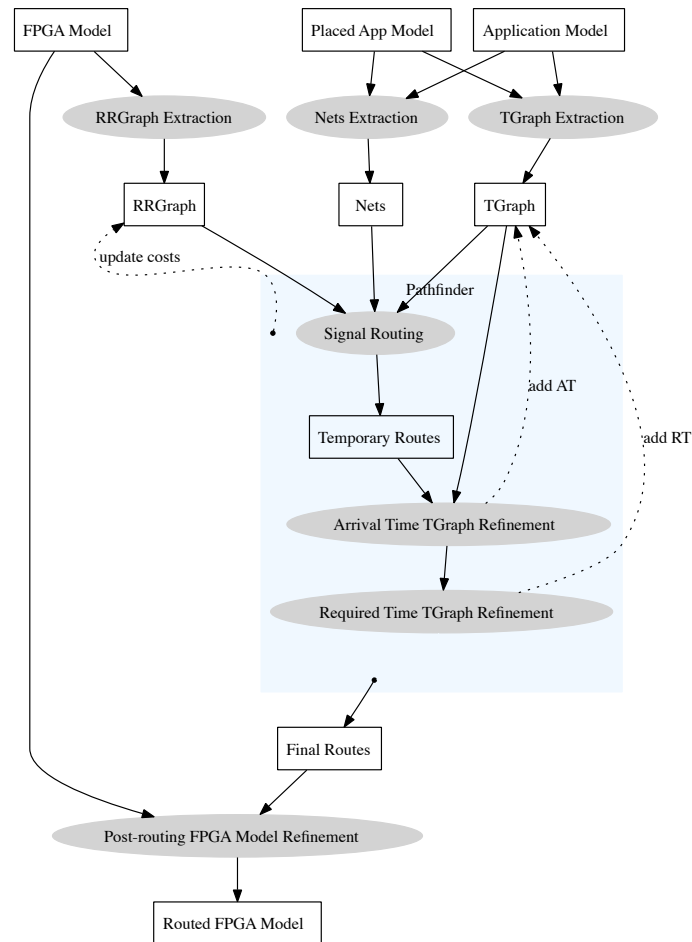 FPGA Model
Placed App Model
Application Model
RRGraph Extraction
Nets Extraction
TGraph Extraction
RRGraph
Nets
TGraph
update costs
Pathfinder
Signal Routing
add AT
Temporary Routes
add RT
Arrival Time TGraph Refinement
Required Time TGraph Refinement
Final Routes
Post-routing FPGA Model Refinement
Routed FPGA Model